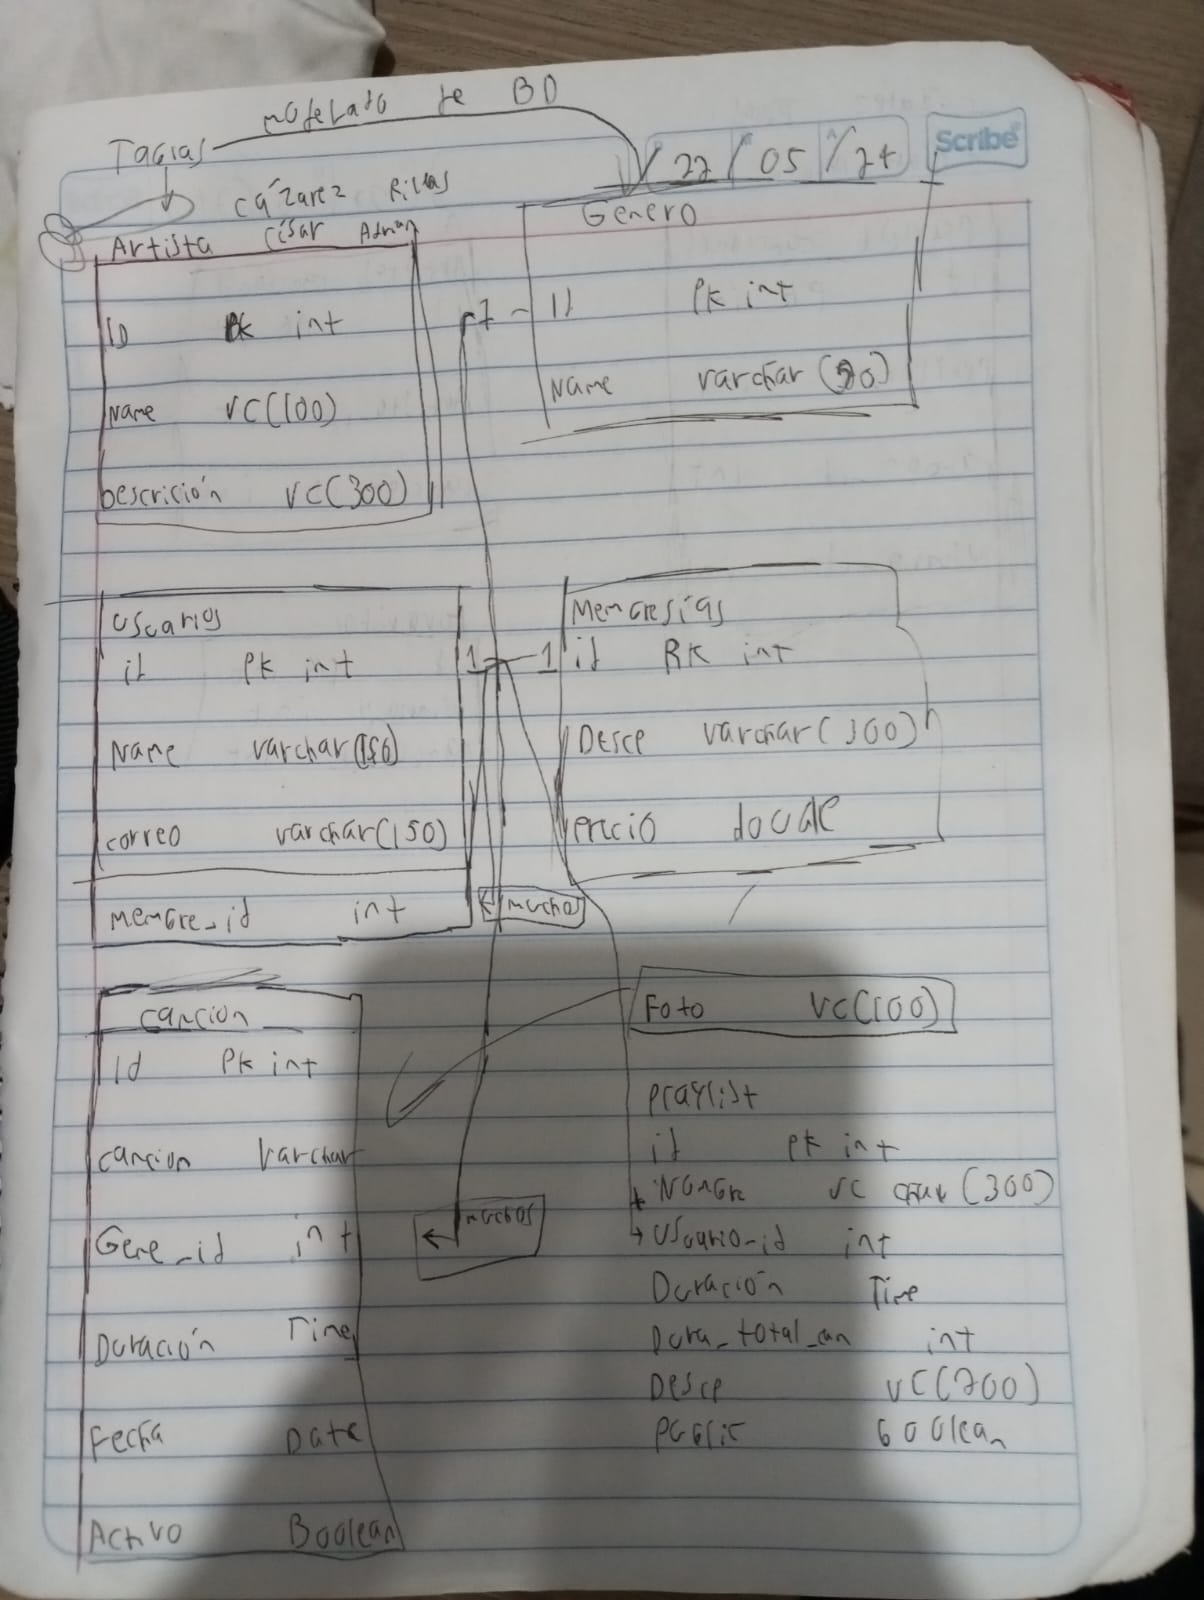 modelado de BD
Tablas
22 / 05 / 24
Scribe
Cázarez Rivas
César Adrian
Artista
ID PK int
Name VC(100)
Descrición VC(300)
Genero
Id PK int
Name varchar (50)
1
Usuarios
id PK int
Name varchar(150)
correo varchar(150)
Membre_id int
1 1
muchos
Membresias
id PK int
Desce varchar(300)
Precio double
cancion
Id PK int
cancion Varchar
Gene_id int
Duración Time
Fecha Date
Activo Boolean
muchos
Foto VC(100)
Playlist
id PK int
Nombre VC char (300)
Usuario_id int
Duración Time
Dura_total_can int
Desce VC(200)
Public boolean